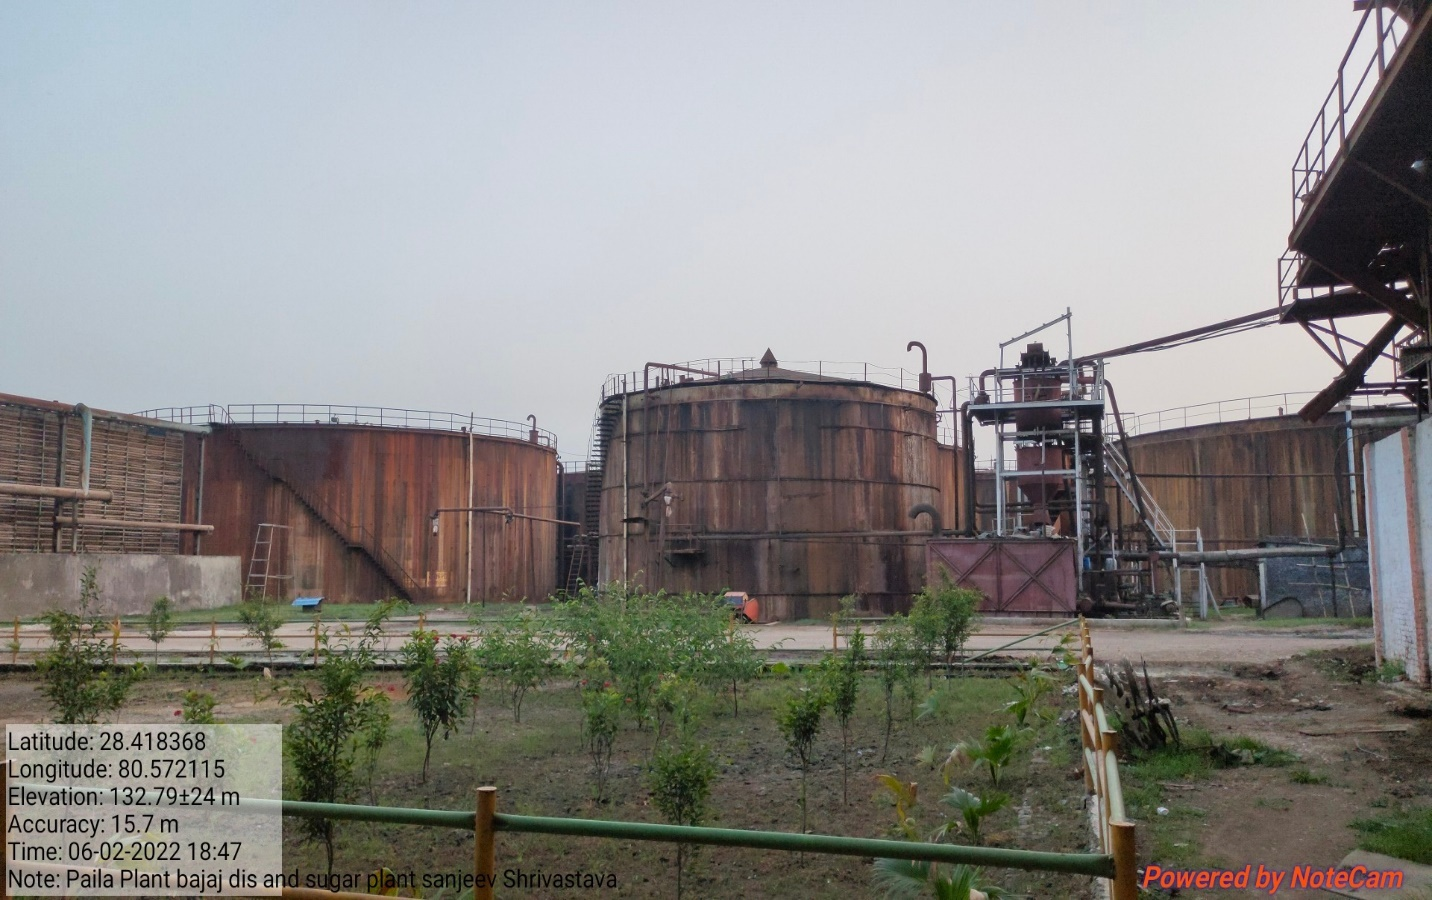 Latitude: 28.418368
Longitude: 80.572115
Elevation: 132.79±24 m
Accuracy: 15.7 m
Time: 06-02-2022 18:47
Note: Paila Plant bajaj dis and sugar plant sanjeev Shrivastava
Powered by NoteCam